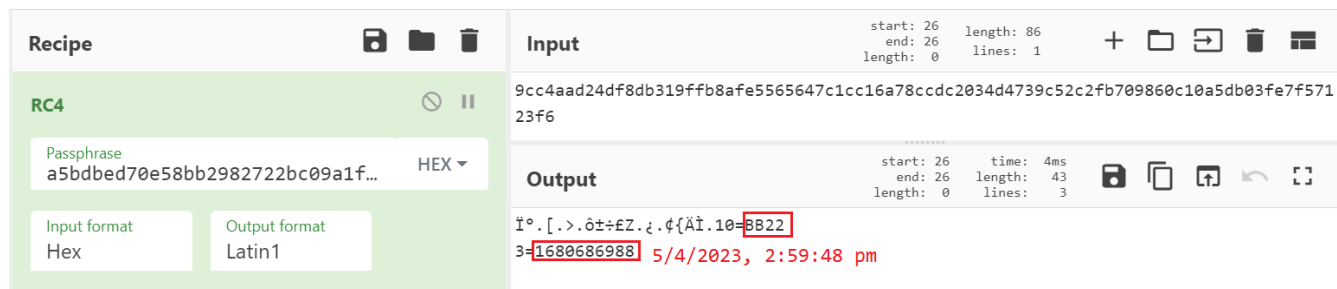 Recipe
RC4
Passphrase
a5bdbed70e58bb2982722bc09a1f…
HEX
Input format
Hex
Output format
Latin1
Input
start: 26
end: 26
length: 0
length: 86
lines: 1
9cc4aad24df8db319ffb8afe5565647c1cc16a78ccdc2034d4739c52c2fb709860c10a5db03fe7f571
23f6
Output
start: 26
end: 26
length: 0
time: 4ms
length: 43
lines: 3
Ïº.[.>.ô±÷£Z.¿.¢{ÄÌ.10=BB22
3=1680686988 5/4/2023, 2:59:48 pm